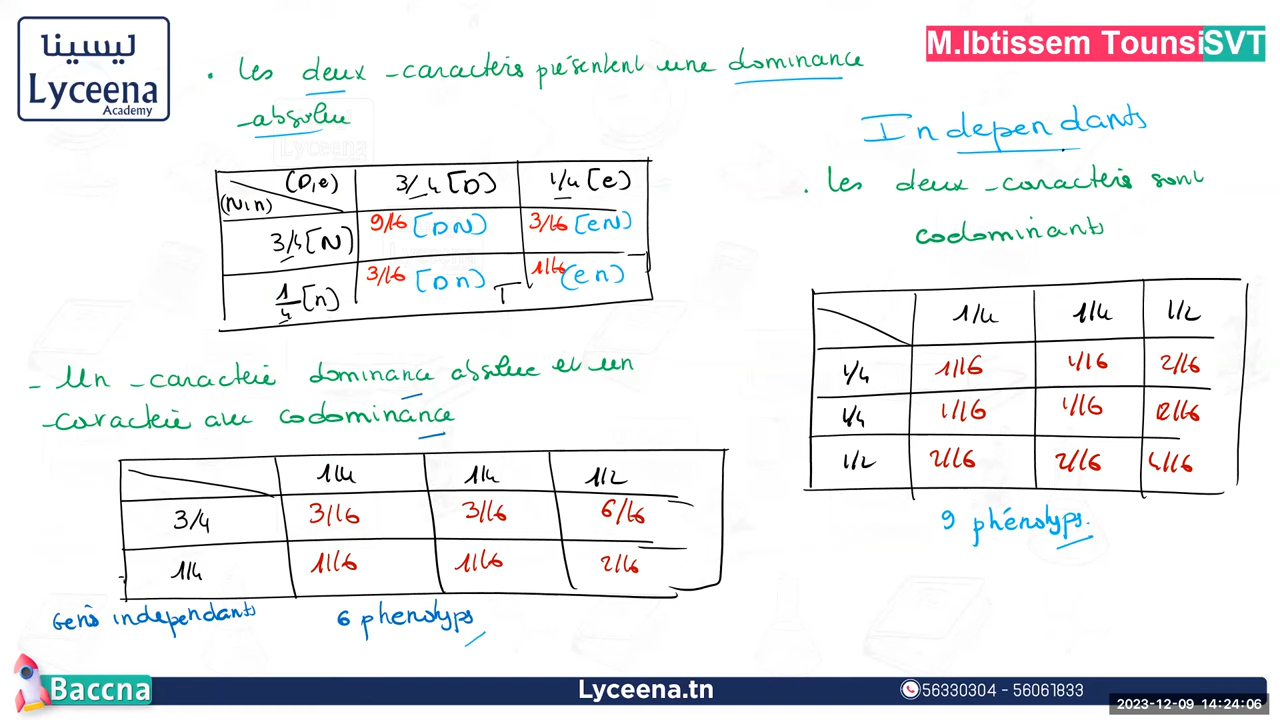 ليسينا
Lyceena
Academy
M.Ibtissem Tounsi SVT
. les deux caractères présentent une dominance
absolue
(D,e) 3/4 [D] 1/4 [e]
(N,n)
3/4 [N] 9/16 [DN] 3/16 [eN]
1/4 [n] 3/16 [Dn] 1/16 (en)
- Un caractère dominance absolue et un
caractère avec codominance
1/4 1/4 1/2
3/4 3/16 3/16 6/16
1/4 1/16 1/16 2/16
Gènes independants 6 phenotyps
Independants
. les deux caractères sont
codominants
1/4 1/4 1/2
1/4 1/16 1/16 2/16
1/4 1/16 1/16 2/16
1/2 2/16 2/16 4/16
9 phénotyps.
Baccna
Lyceena.tn
56330304 - 56061833
2023-12-09 14:24:06